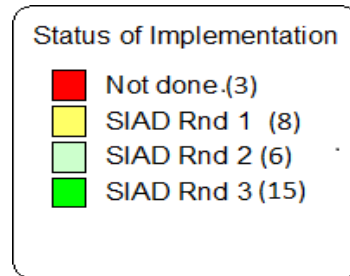 Status of Implementation
Not done.(3)
SIAD Rnd 1 (8)
SIAD Rnd 2 (6)
SIAD Rnd 3 (15)